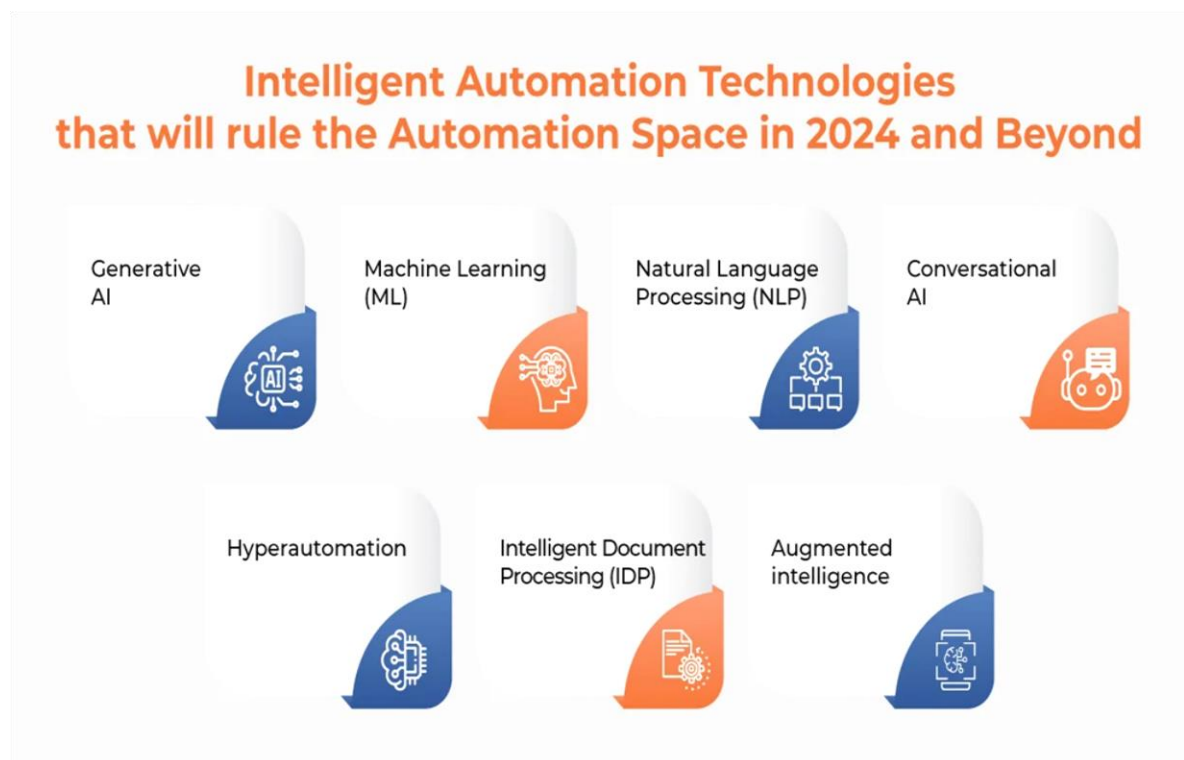 Intelligent Automation Technologies
that will rule the Automation Space in 2024 and Beyond
Generative
AI
Machine Learning
(ML)
Natural Language
Processing (NLP)
Conversational
AI
AI
Hyperautomation
Intelligent Document
Processing (IDP)
Augmented
intelligence